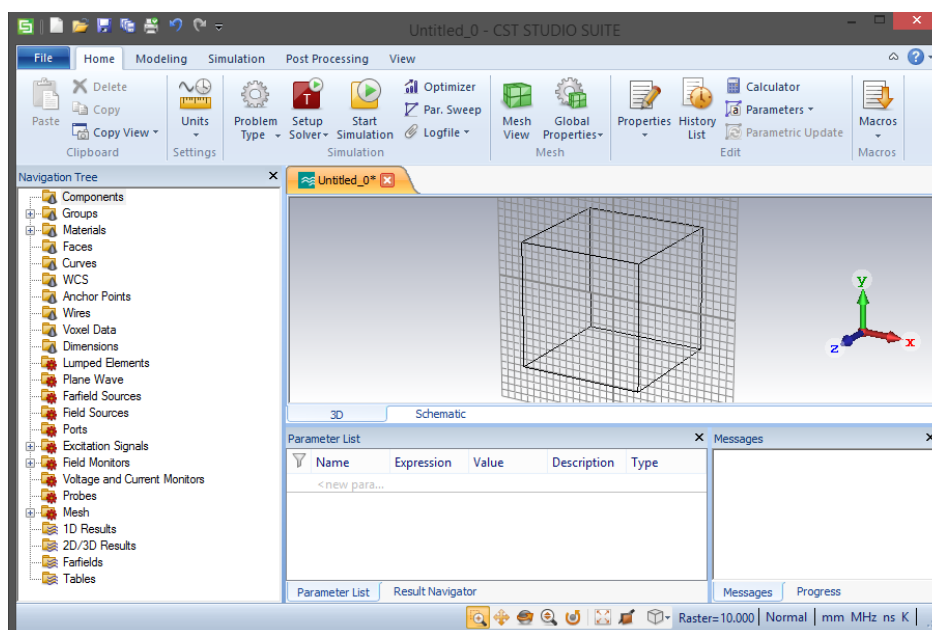 Untitled_0 - CST STUDIO SUITE
File Home Modeling Simulation Post Processing View
Paste
Delete
Copy
Copy View
Clipboard
Units
Settings
Problem Type
Setup Solver
Start Simulation
Optimizer
Par. Sweep
Logfile
Simulation
Mesh View
Global Properties
Mesh
Properties
History List
Calculator
Parameters
Parametric Update
Edit
Macros
Macros
Navigation Tree
Components
Groups
Materials
Faces
Curves
WCS
Anchor Points
Wires
Voxel Data
Dimensions
Lumped Elements
Plane Wave
Farfield Sources
Field Sources
Ports
Excitation Signals
Field Monitors
Voltage and Current Monitors
Probes
Mesh
1D Results
2D/3D Results
Farfields
Tables
Untitled_0*
y
x
z
3D Schematic
Parameter List
Name Expression Value Description Type
<new para...
Parameter List Result Navigator
Messages
Messages Progress
Raster=10.000 Normal mm MHz ns K